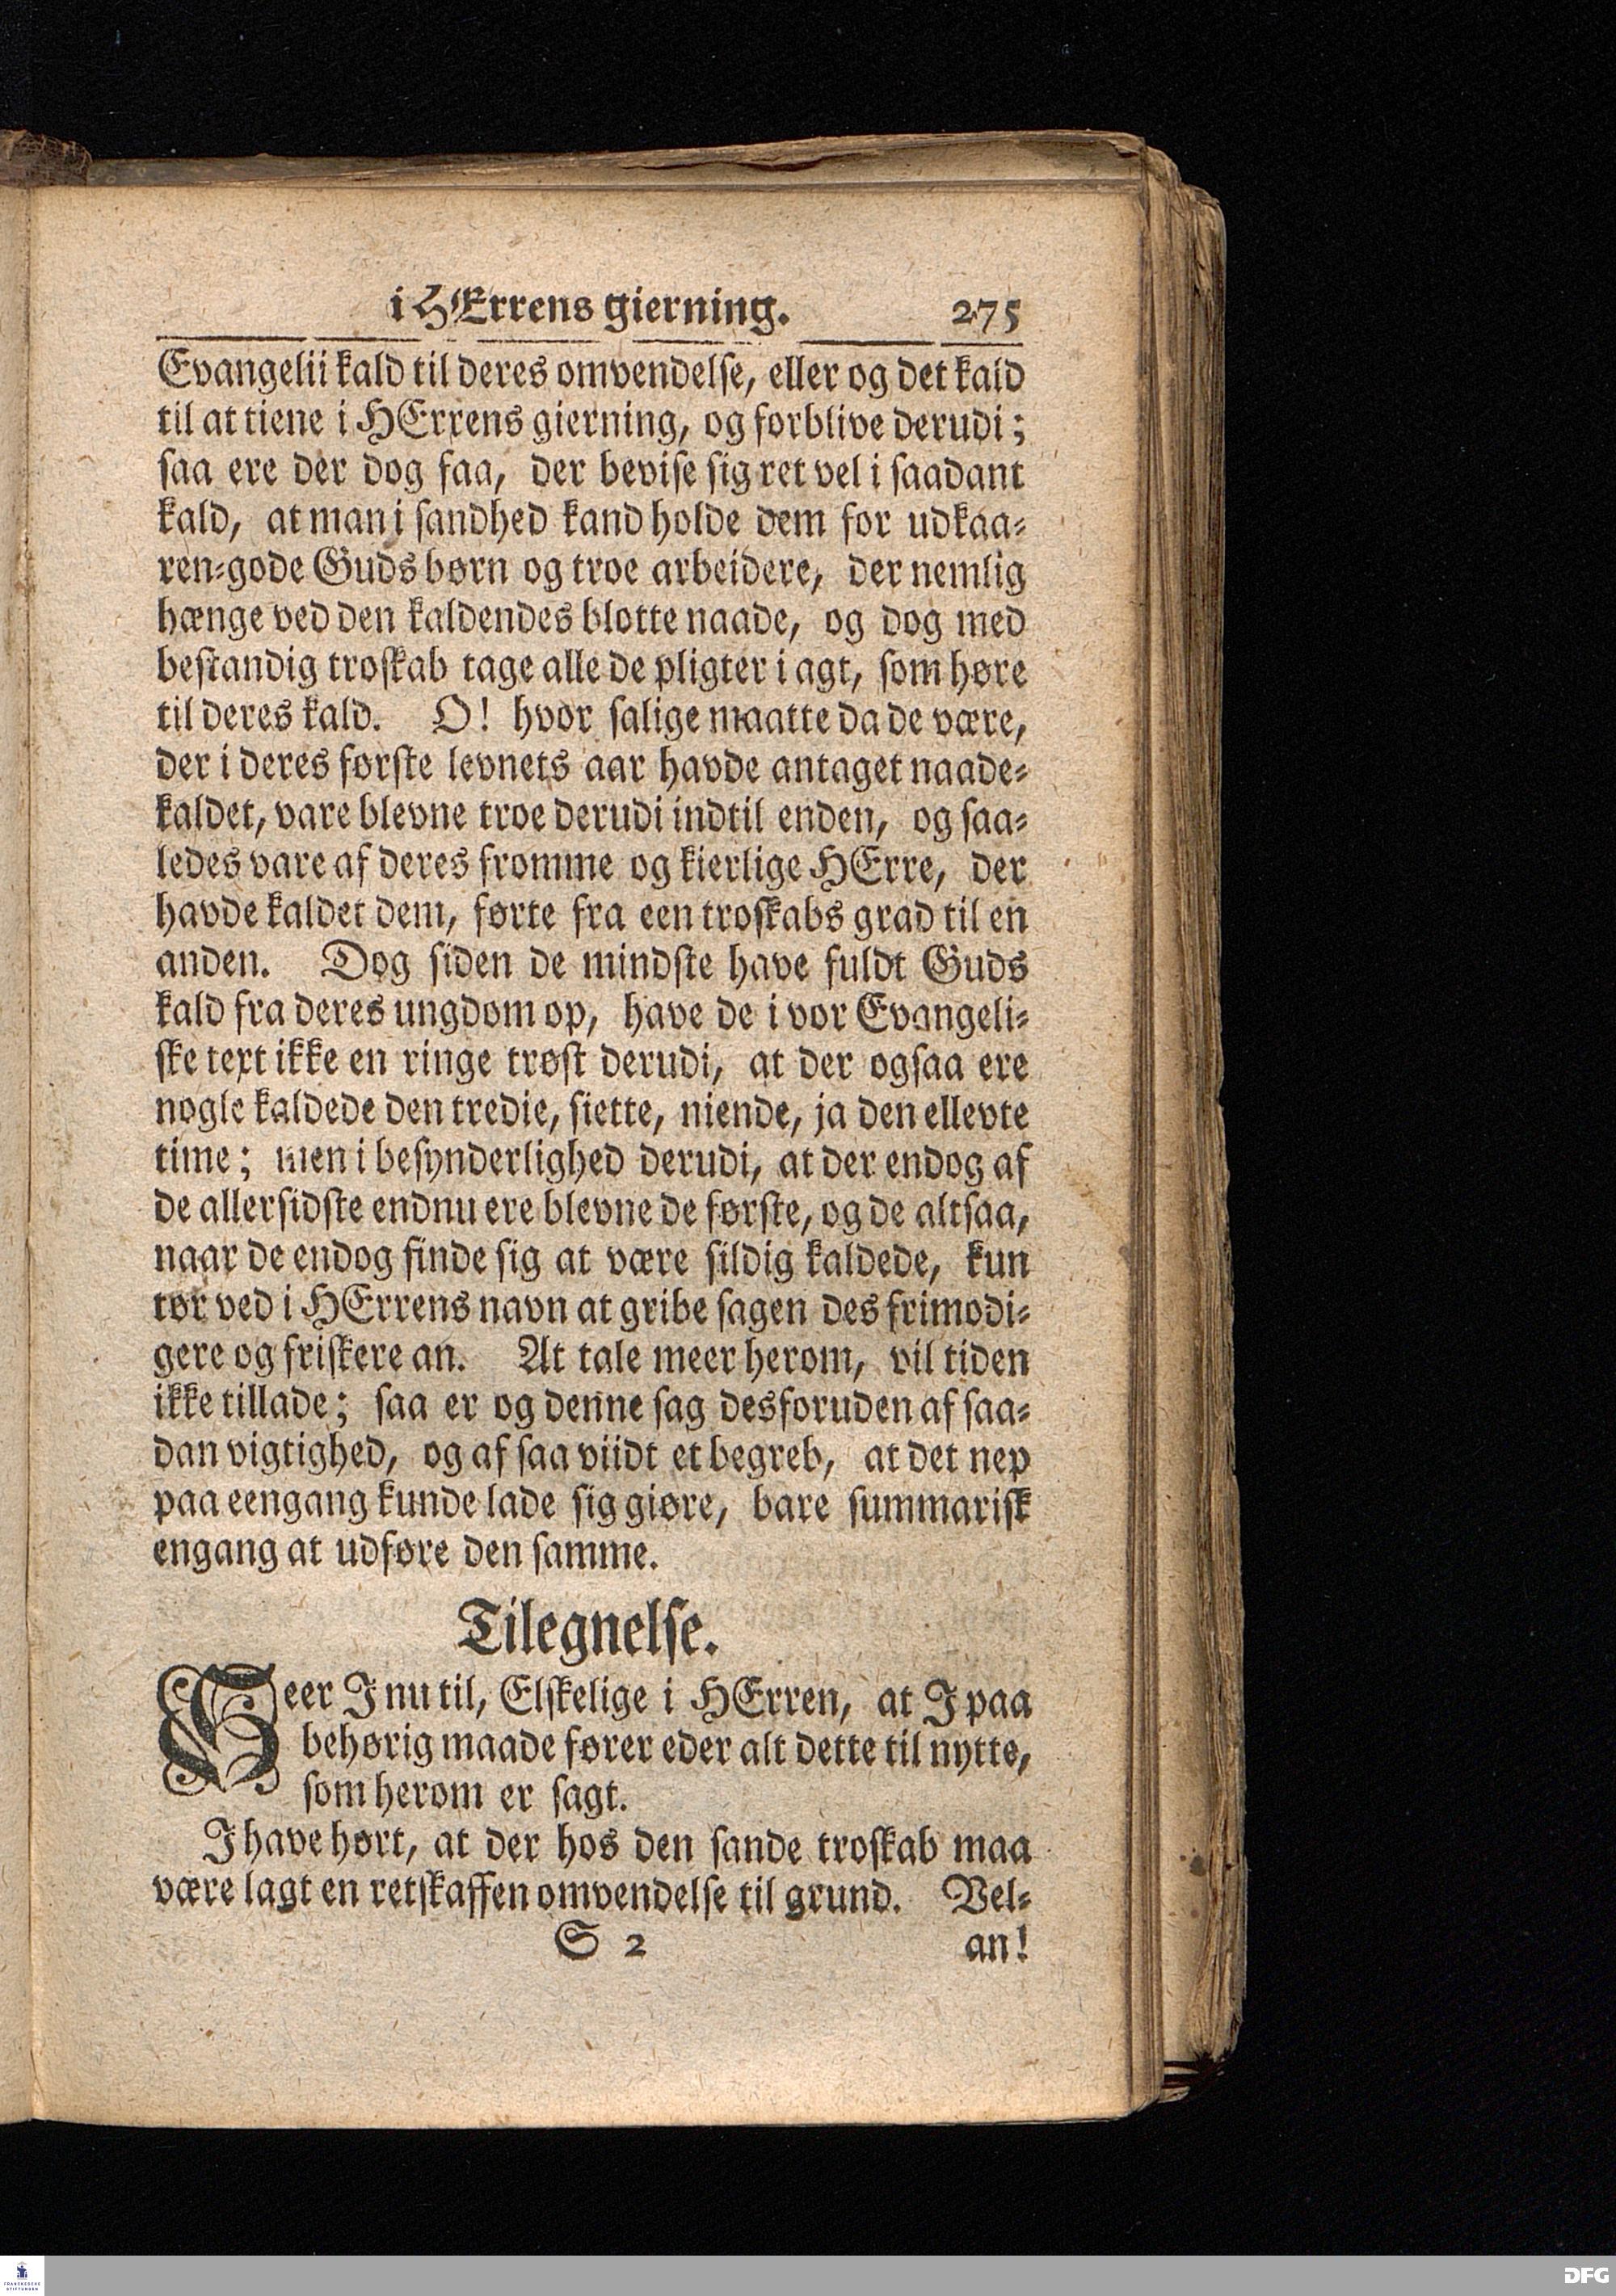 i HErrens gierning. 275
Evangelii kald til deres omvendelse, eller og det kald
til at tiene i HErrens gierning, og forblive derudi;
saa ere der dog faa, der bevise sig ret vel i saadant
kald, at man i sandhed kand holde dem for udkaa-
ren-gode Guds børn og troe arbeidere, der nemlig
hænge ved den kaldendes blotte naade, og dog med
bestandig troskab tage alle de pligter i agt, som høre
til deres kald. O! hvor salige maatte da de være,
der i deres første levnets aar havde antaget naade-
kaldet, vare blevne troe derudi indtil enden, og saa-
ledes vare af deres fromme og kierlige HErre, der
havde kaldet dem, førte fra een troskabs grad til en
anden. Dog siden de mindste have fuldt Guds
kald fra deres ungdom op, have de i vor Evangeli-
ske text ikke en ringe trøst derudi, at der ogsaa ere
nogle kaldede den tredie, siette, niende, ja den ellevte
time; men i besynderlighed derudi, at der endog af
de allersidste endnu ere blevne de første, og de altsaa,
naar de endog finde sig at være sildig kaldede, kun
tør ved i HErrens navn at gribe sagen des frimodi-
gere og friskere an. At tale meer herom, vil tiden
ikke tillade; saa er og denne sag desforuden af saa-
dan vigtighed, og af saa viidt et begreb, at det nep
paa eengang kunde lade sig giøre, bare summarisk
engang at udføre den samme.
Tilegnelse.
Seer I nu til, Elskelige i HErren, at I paa
behørig maade fører eder alt dette til nytte,
som herom er sagt.
I have hørt, at der hos den sande troskab maa
være lagt en retskaffen omvendelse til grund. Vel-
S 2 an!
FRANCKESCHE
STIFTUNGEN
DFG